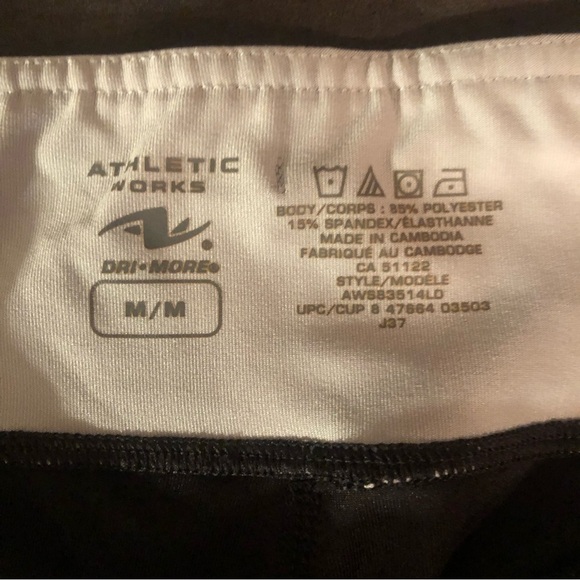 ATHLETIC
WORKS
DRI•MORE®
M/M
BODY/CORPS : 85% POLYESTER
15% SPANDEX/ÉLASTHANNE
MADE IN CAMBODIA
FABRIQUÉ AU CAMBODGE
CA 51122
STYLE/MODÈLE
AWS83514LD
UPC/CUP 8 47664 03503
J37